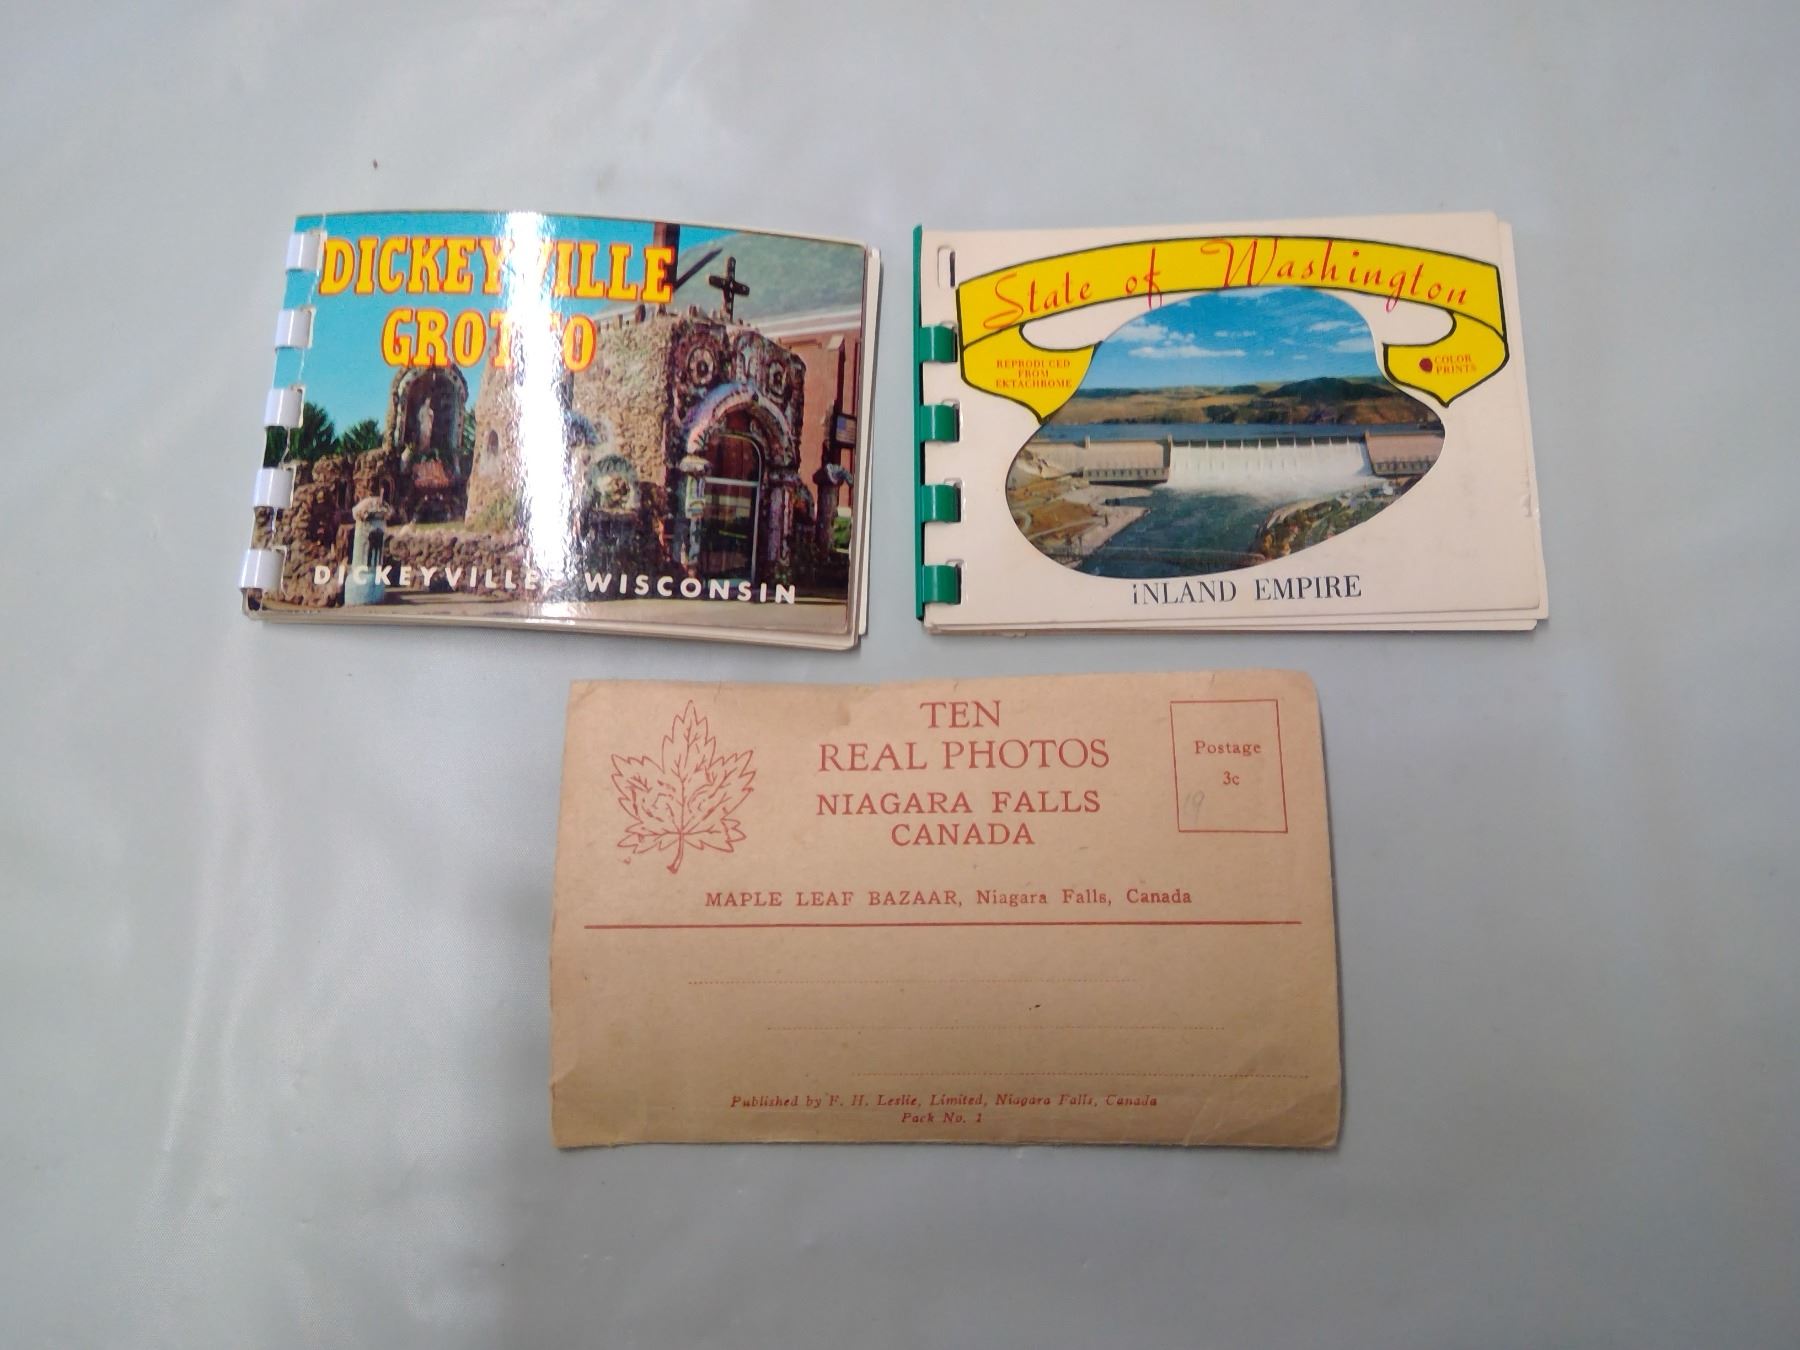 DICKEYVILLE
GROTTO
DICKEYVILLE, WISCONSIN
State of Washington
REPRODUCED
FROM
EKTACHROME
COLOR
PRINTS
iNLAND EMPIRE
TEN
REAL PHOTOS
NIAGARA FALLS
CANADA
Postage
3c
19
MAPLE LEAF BAZAAR, Niagara Falls, Canada
Published by F. H. Leslie, Limited, Niagara Falls, Canada
Pack No. 1